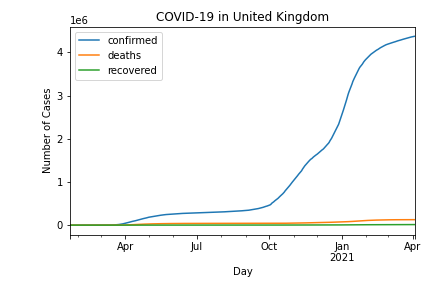 COVID-19 in United Kingdom
1e6
confirmed
deaths
recovered
4
3
2
1
0
Number of Cases
Apr
Jul
Oct
Jan
2021
Apr
Day